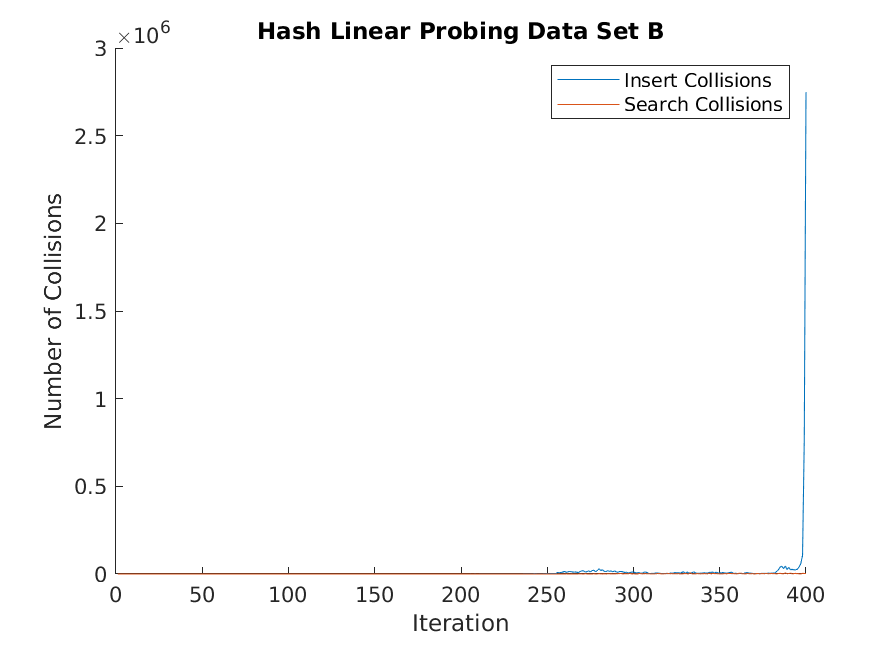 Hash Linear Probing Data Set B
×10^6
Insert Collisions
Search Collisions
Number of Collisions
3
2.5
2
1.5
1
0.5
0
0 50 100 150 200 250 300 350 400
Iteration